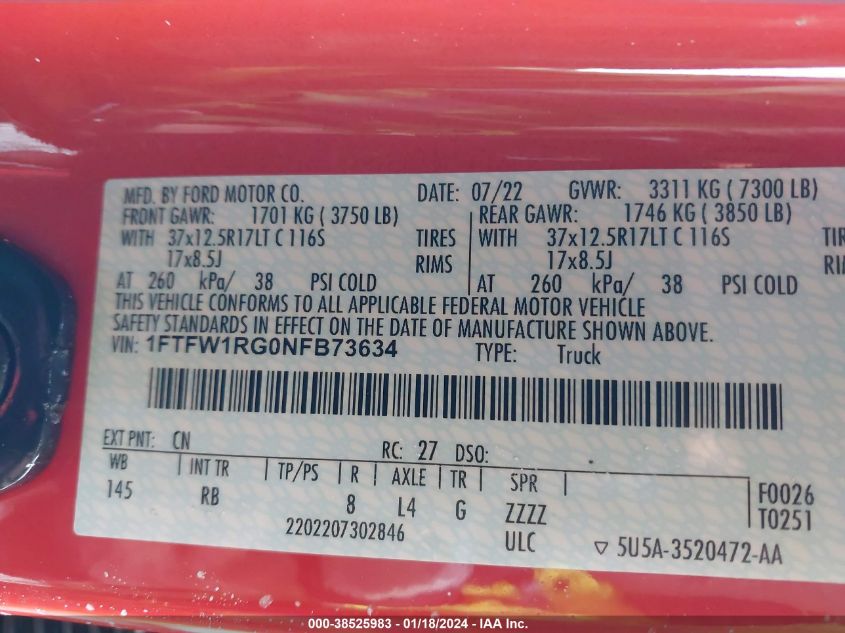 MFD. BY FORD MOTOR CO. DATE: 07/22 GVWR: 3311 KG ( 7300 LB)
FRONT GAWR: 1701 KG ( 3750 LB) REAR GAWR: 1746 KG ( 3850 LB)
WITH 37x12.5R17LT C 116S TIRES WITH 37x12.5R17LT C 116S
17x8.5J RIMS 17x8.5J
AT 260 kPa/ 38 PSI COLD AT 260 kPa/ 38 PSI COLD
THIS VEHICLE CONFORMS TO ALL APPLICABLE FEDERAL MOTOR VEHICLE
SAFETY STANDARDS IN EFFECT ON THE DATE OF MANUFACTURE SHOWN ABOVE.
VIN: 1FTFW1RG0NFB73634 TYPE: Truck
EXT PNT: CN RC: 27 DSO:
WB INT TR TP/PS R AXLE TR SPR
145 RB 8 L4 G ZZZZ F0026
2202207302846 ULC T0251
5U5A-3520472-AA
000-38525983 - 01/18/2024 - IAA Inc.